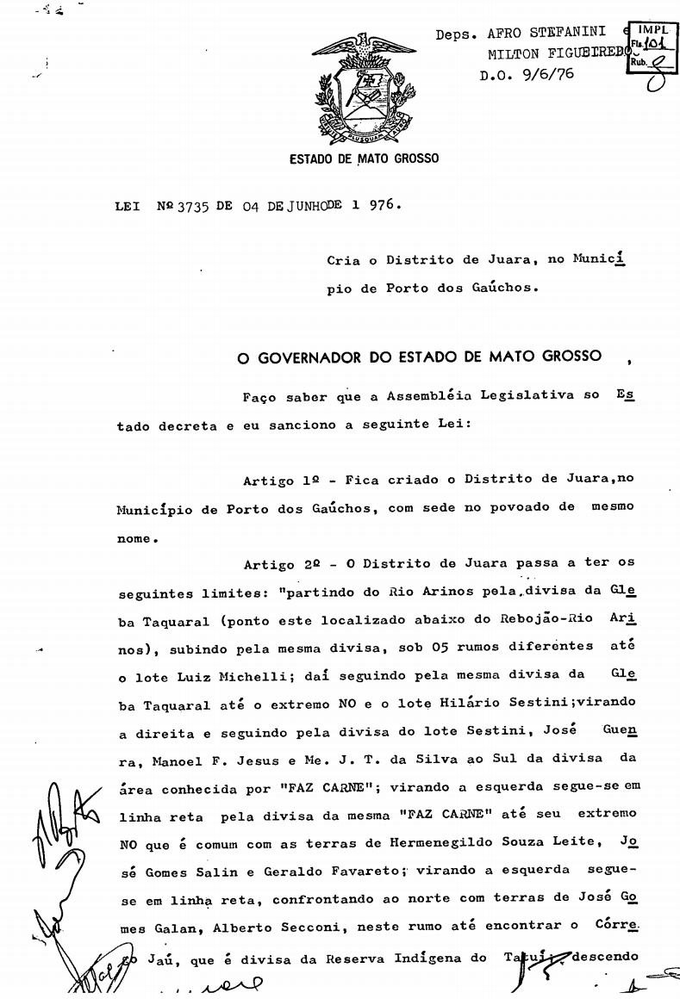 Deps. AFRO STEFANINI e
MILTON FIGUEIREDO
D.O. 9/6/76
IMPL
Fls. 101
Rub.
PLUSQUAM
ESTADO DE MATO GROSSO
LEI Nº 3735 DE 04 DE JUNHO DE 1 976.
Cria o Distrito de Juara, no Municí
pio de Porto dos Gaúchos.
O GOVERNADOR DO ESTADO DE MATO GROSSO ,
Faço saber que a Assembléia Legislativa so Es
tado decreta e eu sanciono a seguinte Lei:
Artigo 1º - Fica criado o Distrito de Juara,no
Município de Porto dos Gaúchos, com sede no povoado de mesmo
nome.
Artigo 2º - O Distrito de Juara passa a ter os
seguintes limites: "partindo do Rio Arinos pela divisa da Gle
ba Taquaral (ponto este localizado abaixo do Rebojão-Rio Ari
nos), subindo pela mesma divisa, sob 05 rumos diferentes até
o lote Luiz Michelli; daí seguindo pela mesma divisa da Gle
ba Taquaral até o extremo NO e o lote Hilário Sestini;virando
a direita e seguindo pela divisa do lote Sestini, José Guen
ra, Manoel F. Jesus e Me. J. T. da Silva ao Sul da divisa da
área conhecida por "FAZ CARNE"; virando a esquerda segue-se em
linha reta pela divisa da mesma "FAZ CARNE" até seu extremo
NO que é comum com as terras de Hermenegildo Souza Leite, Jo
sé Gomes Salin e Geraldo Favareto; virando a esquerda segue-
se em linha reta, confrontando ao norte com terras de José Go
mes Galan, Alberto Secconi, neste rumo até encontrar o Córre
go Jaú, que é divisa da Reserva Indígena do Tatuí, descendo